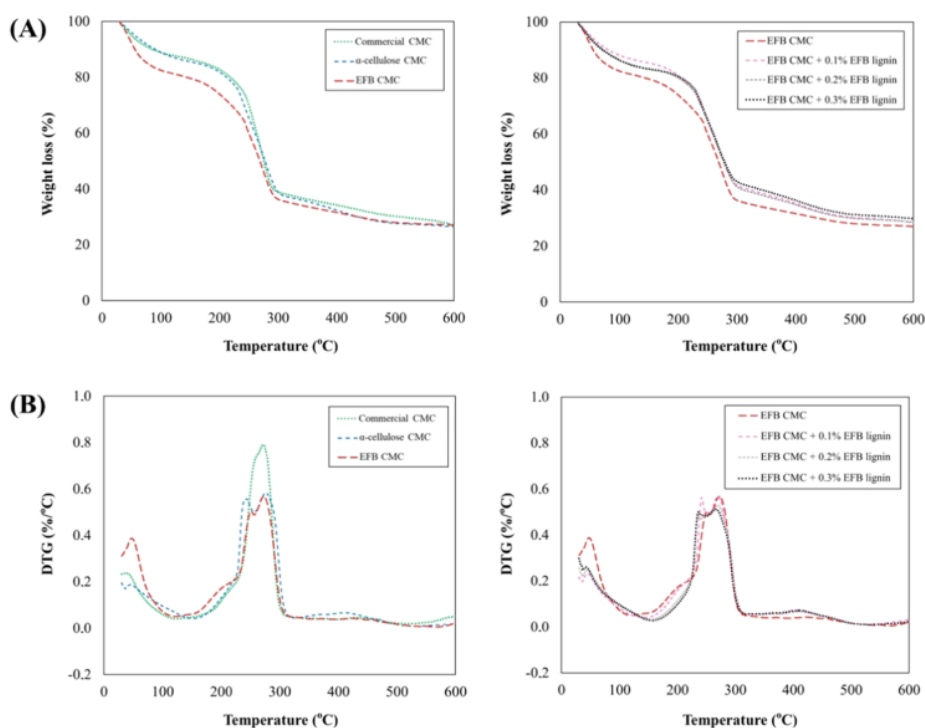 (A)
100
80
60
40
20
0
Weight loss (%)
0 100 200 300 400 500 600
Temperature (°C)
Commercial CMC
α-cellulose CMC
EFB CMC
100
80
60
40
20
0
Weight loss (%)
0 100 200 300 400 500 600
Temperature (°C)
EFB CMC
EFB CMC + 0.1% EFB lignin
EFB CMC + 0.2% EFB lignin
EFB CMC + 0.3% EFB lignin
(B)
1.0
0.8
0.6
0.4
0.2
0.0
-0.2
DTG (%/°C)
0 100 200 300 400 500 600
Temperature (°C)
Commercial CMC
α-cellulose CMC
EFB CMC
1.0
0.8
0.6
0.4
0.2
0.0
-0.2
DTG (%/°C)
0 100 200 300 400 500 600
Temperature (°C)
EFB CMC
EFB CMC + 0.1% EFB lignin
EFB CMC + 0.2% EFB lignin
EFB CMC + 0.3% EFB lignin